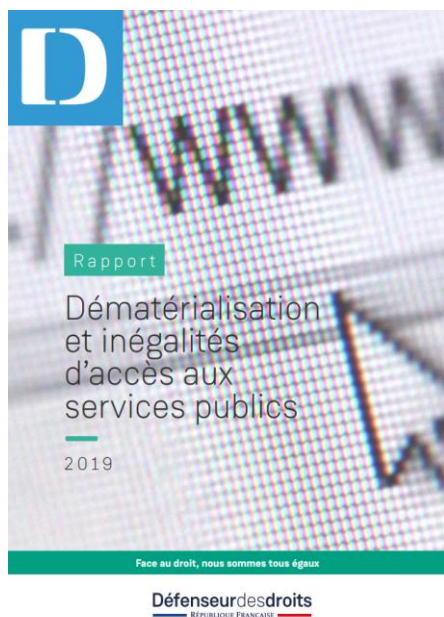 D
//WWW
Rapport
Dématérialisation
et inégalités
d'accès aux
services publics
2019
Face au droit, nous sommes tous égaux
Défenseurdesdroits
RÉPUBLIQUE FRANÇAISE